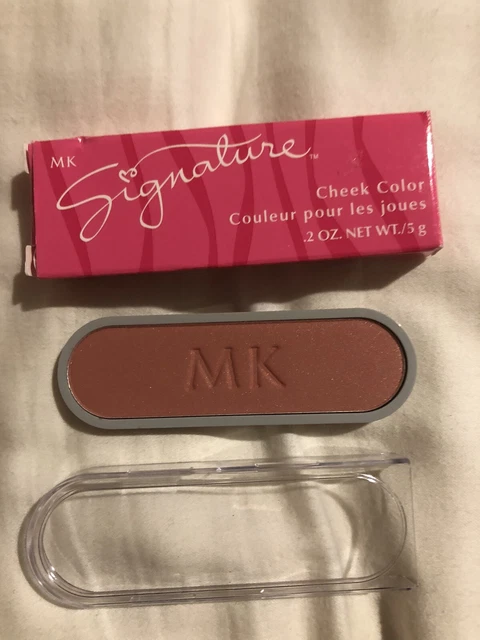 MK
Signature™
Cheek Color
Couleur pour les joues
.2 OZ. NET WT./5 g
MK